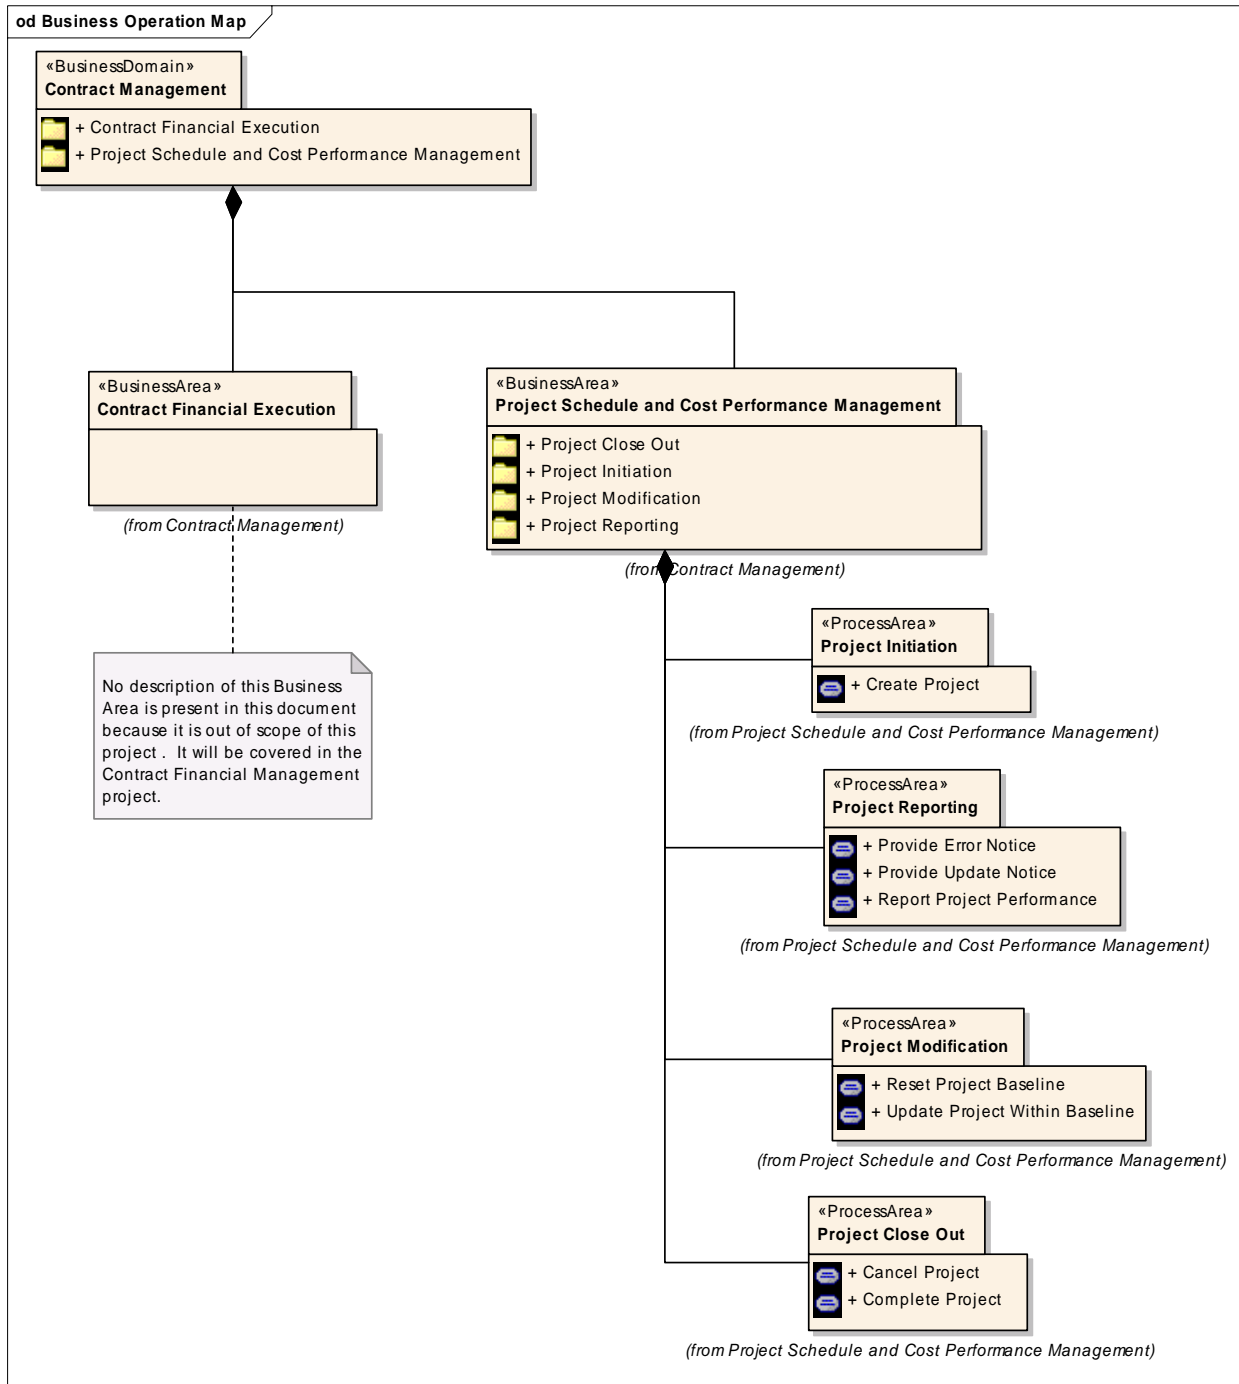 od Business Operation Map
«BusinessDomain»
Contract Management
+ Contract Financial Execution
+ Project Schedule and Cost Performance Management
«BusinessArea»
Contract Financial Execution
(from Contract Management)
«BusinessArea»
Project Schedule and Cost Performance Management
+ Project Close Out
+ Project Initiation
+ Project Modification
+ Project Reporting
(from Contract Management)
No description of this Business
Area is present in this document
because it is out of scope of this
project . It will be covered in the
Contract Financial Management
project.
«ProcessArea»
Project Initiation
+ Create Project
(from Project Schedule and Cost Performance Management)
«ProcessArea»
Project Reporting
+ Provide Error Notice
+ Provide Update Notice
+ Report Project Performance
(from Project Schedule and Cost Performance Management)
«ProcessArea»
Project Modification
+ Reset Project Baseline
+ Update Project Within Baseline
(from Project Schedule and Cost Performance Management)
«ProcessArea»
Project Close Out
+ Cancel Project
+ Complete Project
(from Project Schedule and Cost Performance Management)